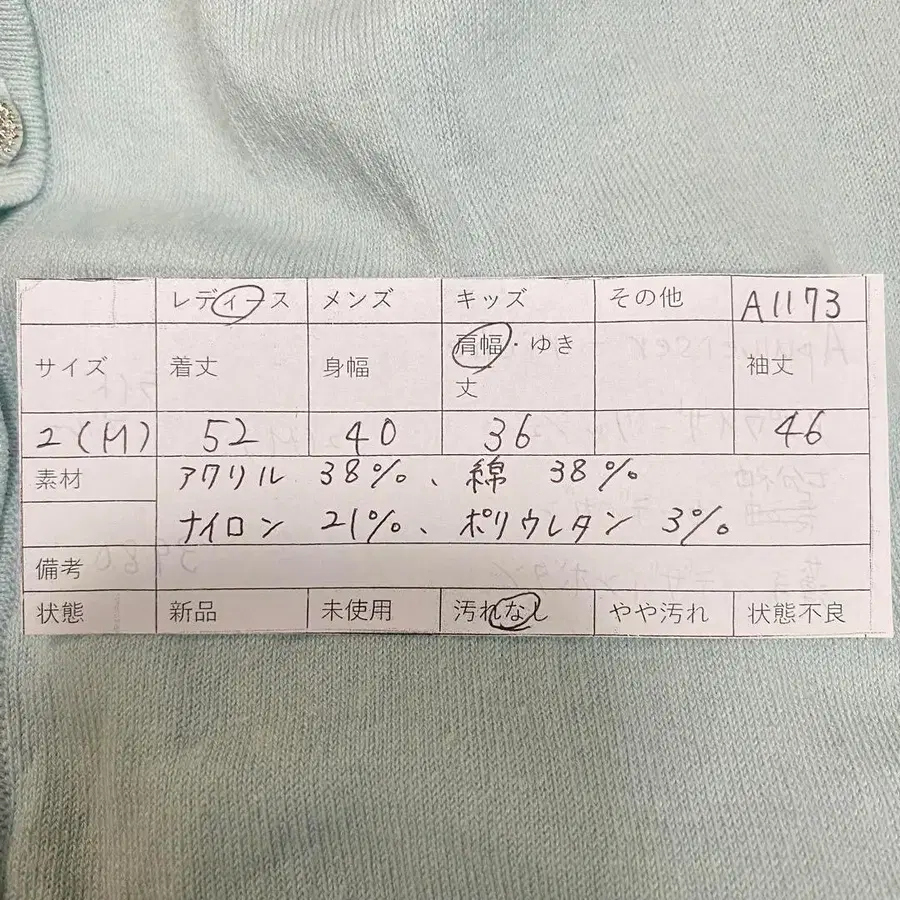 レディース メンズ キッズ その他 A1173
サイズ 着丈 身幅 肩幅・ゆき丈 袖丈
2(M) 52 40 36 46
素材 アクリル 38%、綿 38%
ナイロン 21%、ポリウレタン 3%
備考
状態 新品 未使用 汚れなし やや汚れ 状態不良